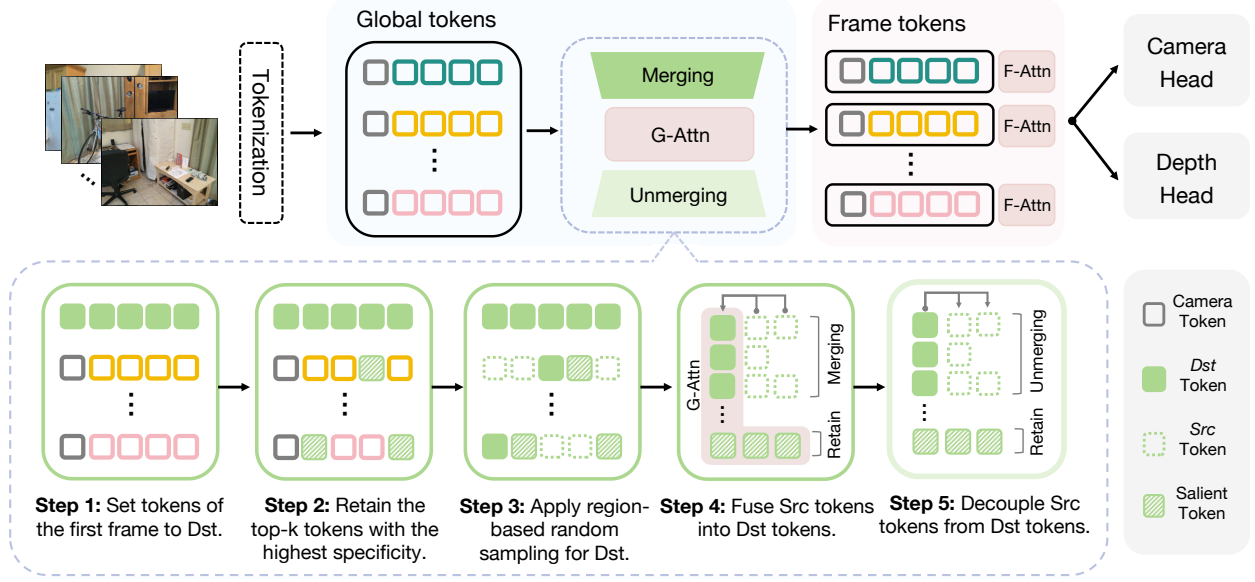 Global tokens
Frame tokens
Tokenization
Merging
G-Attn
Unmerging
F-Attn
F-Attn
F-Attn
Camera
Head
Depth
Head
Step 1: Set tokens of
the first frame to Dst.
Step 2: Retain the
top-k tokens with the
highest specificity.
Step 3: Apply region-
based random
sampling for Dst.
G-Attn
Merging
Retain
Step 4: Fuse Src tokens
into Dst tokens.
Unmerging
Retain
Step 5: Decouple Src
tokens from Dst tokens.
Camera
Token
Dst
Token
Src
Token
Salient
Token